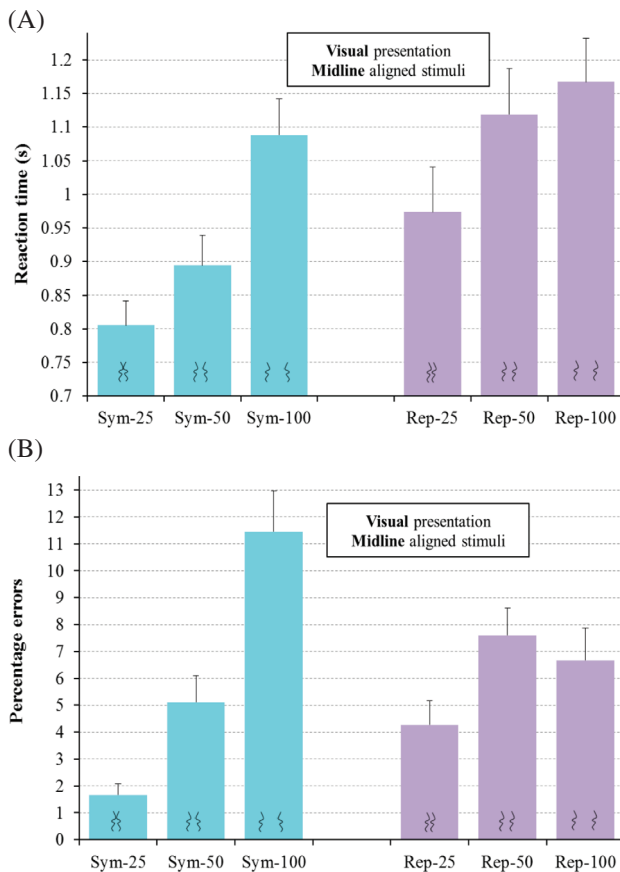 (A)
Reaction time (s)
1.2
1.15
1.1
1.05
1
0.95
0.9
0.85
0.8
0.75
0.7
Visual presentation
Midline aligned stimuli
Sym-25 Sym-50 Sym-100 Rep-25 Rep-50 Rep-100
(B)
Percentage errors
13
12
11
10
9
8
7
6
5
4
3
2
1
0
Visual presentation
Midline aligned stimuli
Sym-25 Sym-50 Sym-100 Rep-25 Rep-50 Rep-100